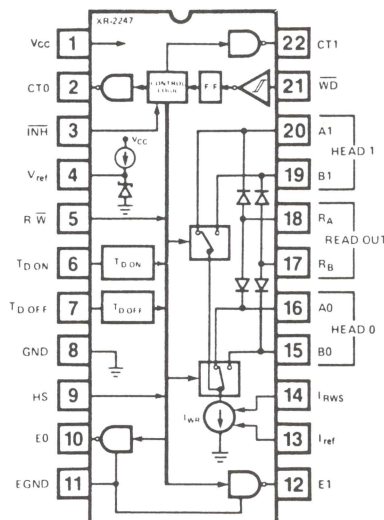 XR-2247
VCC 1
CT0 2
INH 3
Vref 4
R W 5
TD ON 6
TD OFF 7
GND 8
HS 9
E0 10
EGND 11
22 CT1
21 WD
20 A1
HEAD 1
19 B1
18 RA
READ OUT
17 RB
16 A0
HEAD 0
15 B0
14 IRWS
13 Iref
12 E1
CONTROL LOGIC
F F
VCC
TD ON
TD OFF
IWR